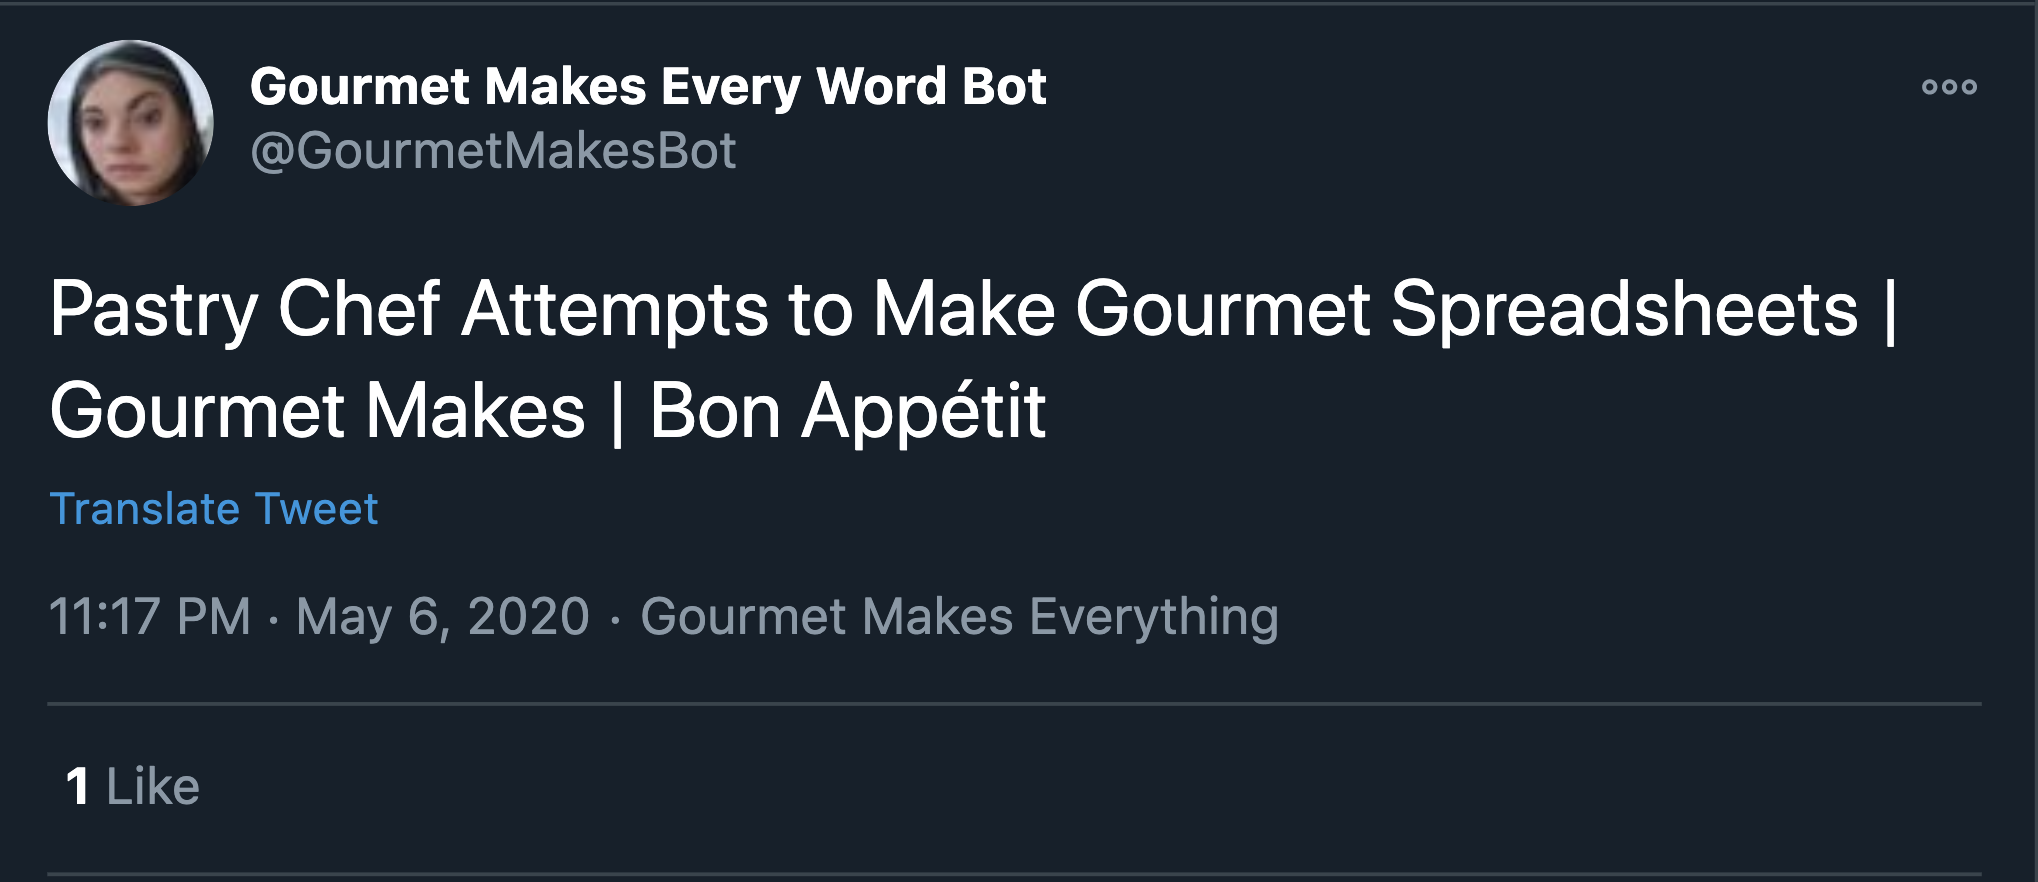 Gourmet Makes Every Word Bot
@GourmetMakesBot
Pastry Chef Attempts to Make Gourmet Spreadsheets |
Gourmet Makes | Bon Appétit
Translate Tweet
11:17 PM · May 6, 2020 · Gourmet Makes Everything
1 Like